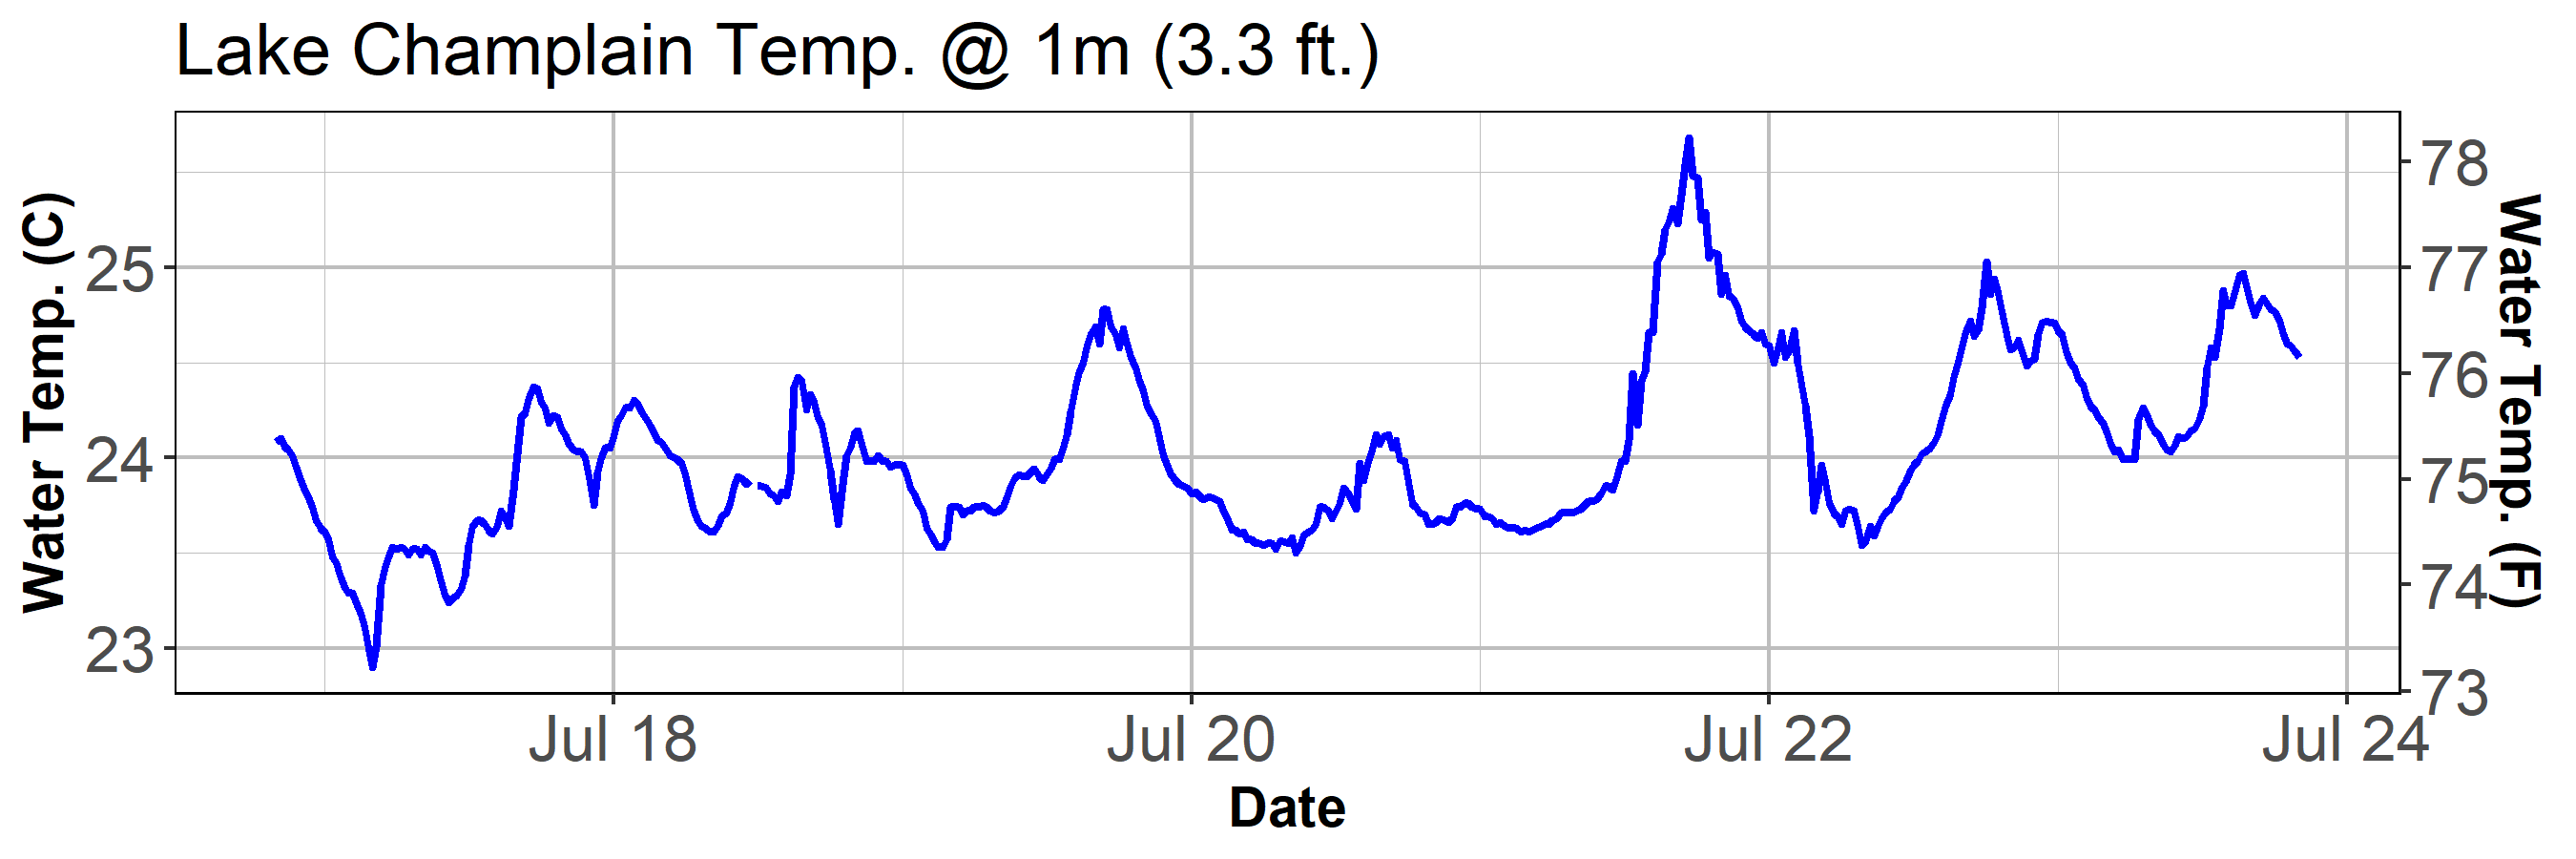 Lake Champlain Temp. @ 1m (3.3 ft.)
Water Temp. (C)
25
24
23
78
77
76
75
74
73
Water Temp. (F)
Jul 18 Jul 20 Jul 22 Jul 24
Date